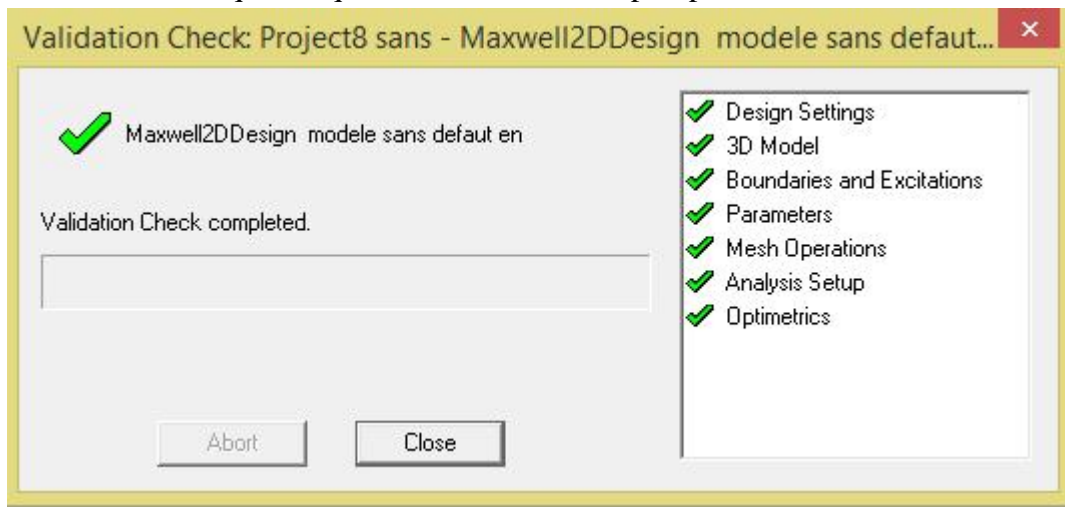 Validation Check: Project8 sans - Maxwell2DDesign modele sans defaut...
Maxwell2DDesign modele sans defaut en
Validation Check completed.
Abort
Close
Design Settings
3D Model
Boundaries and Excitations
Parameters
Mesh Operations
Analysis Setup
Optimetrics